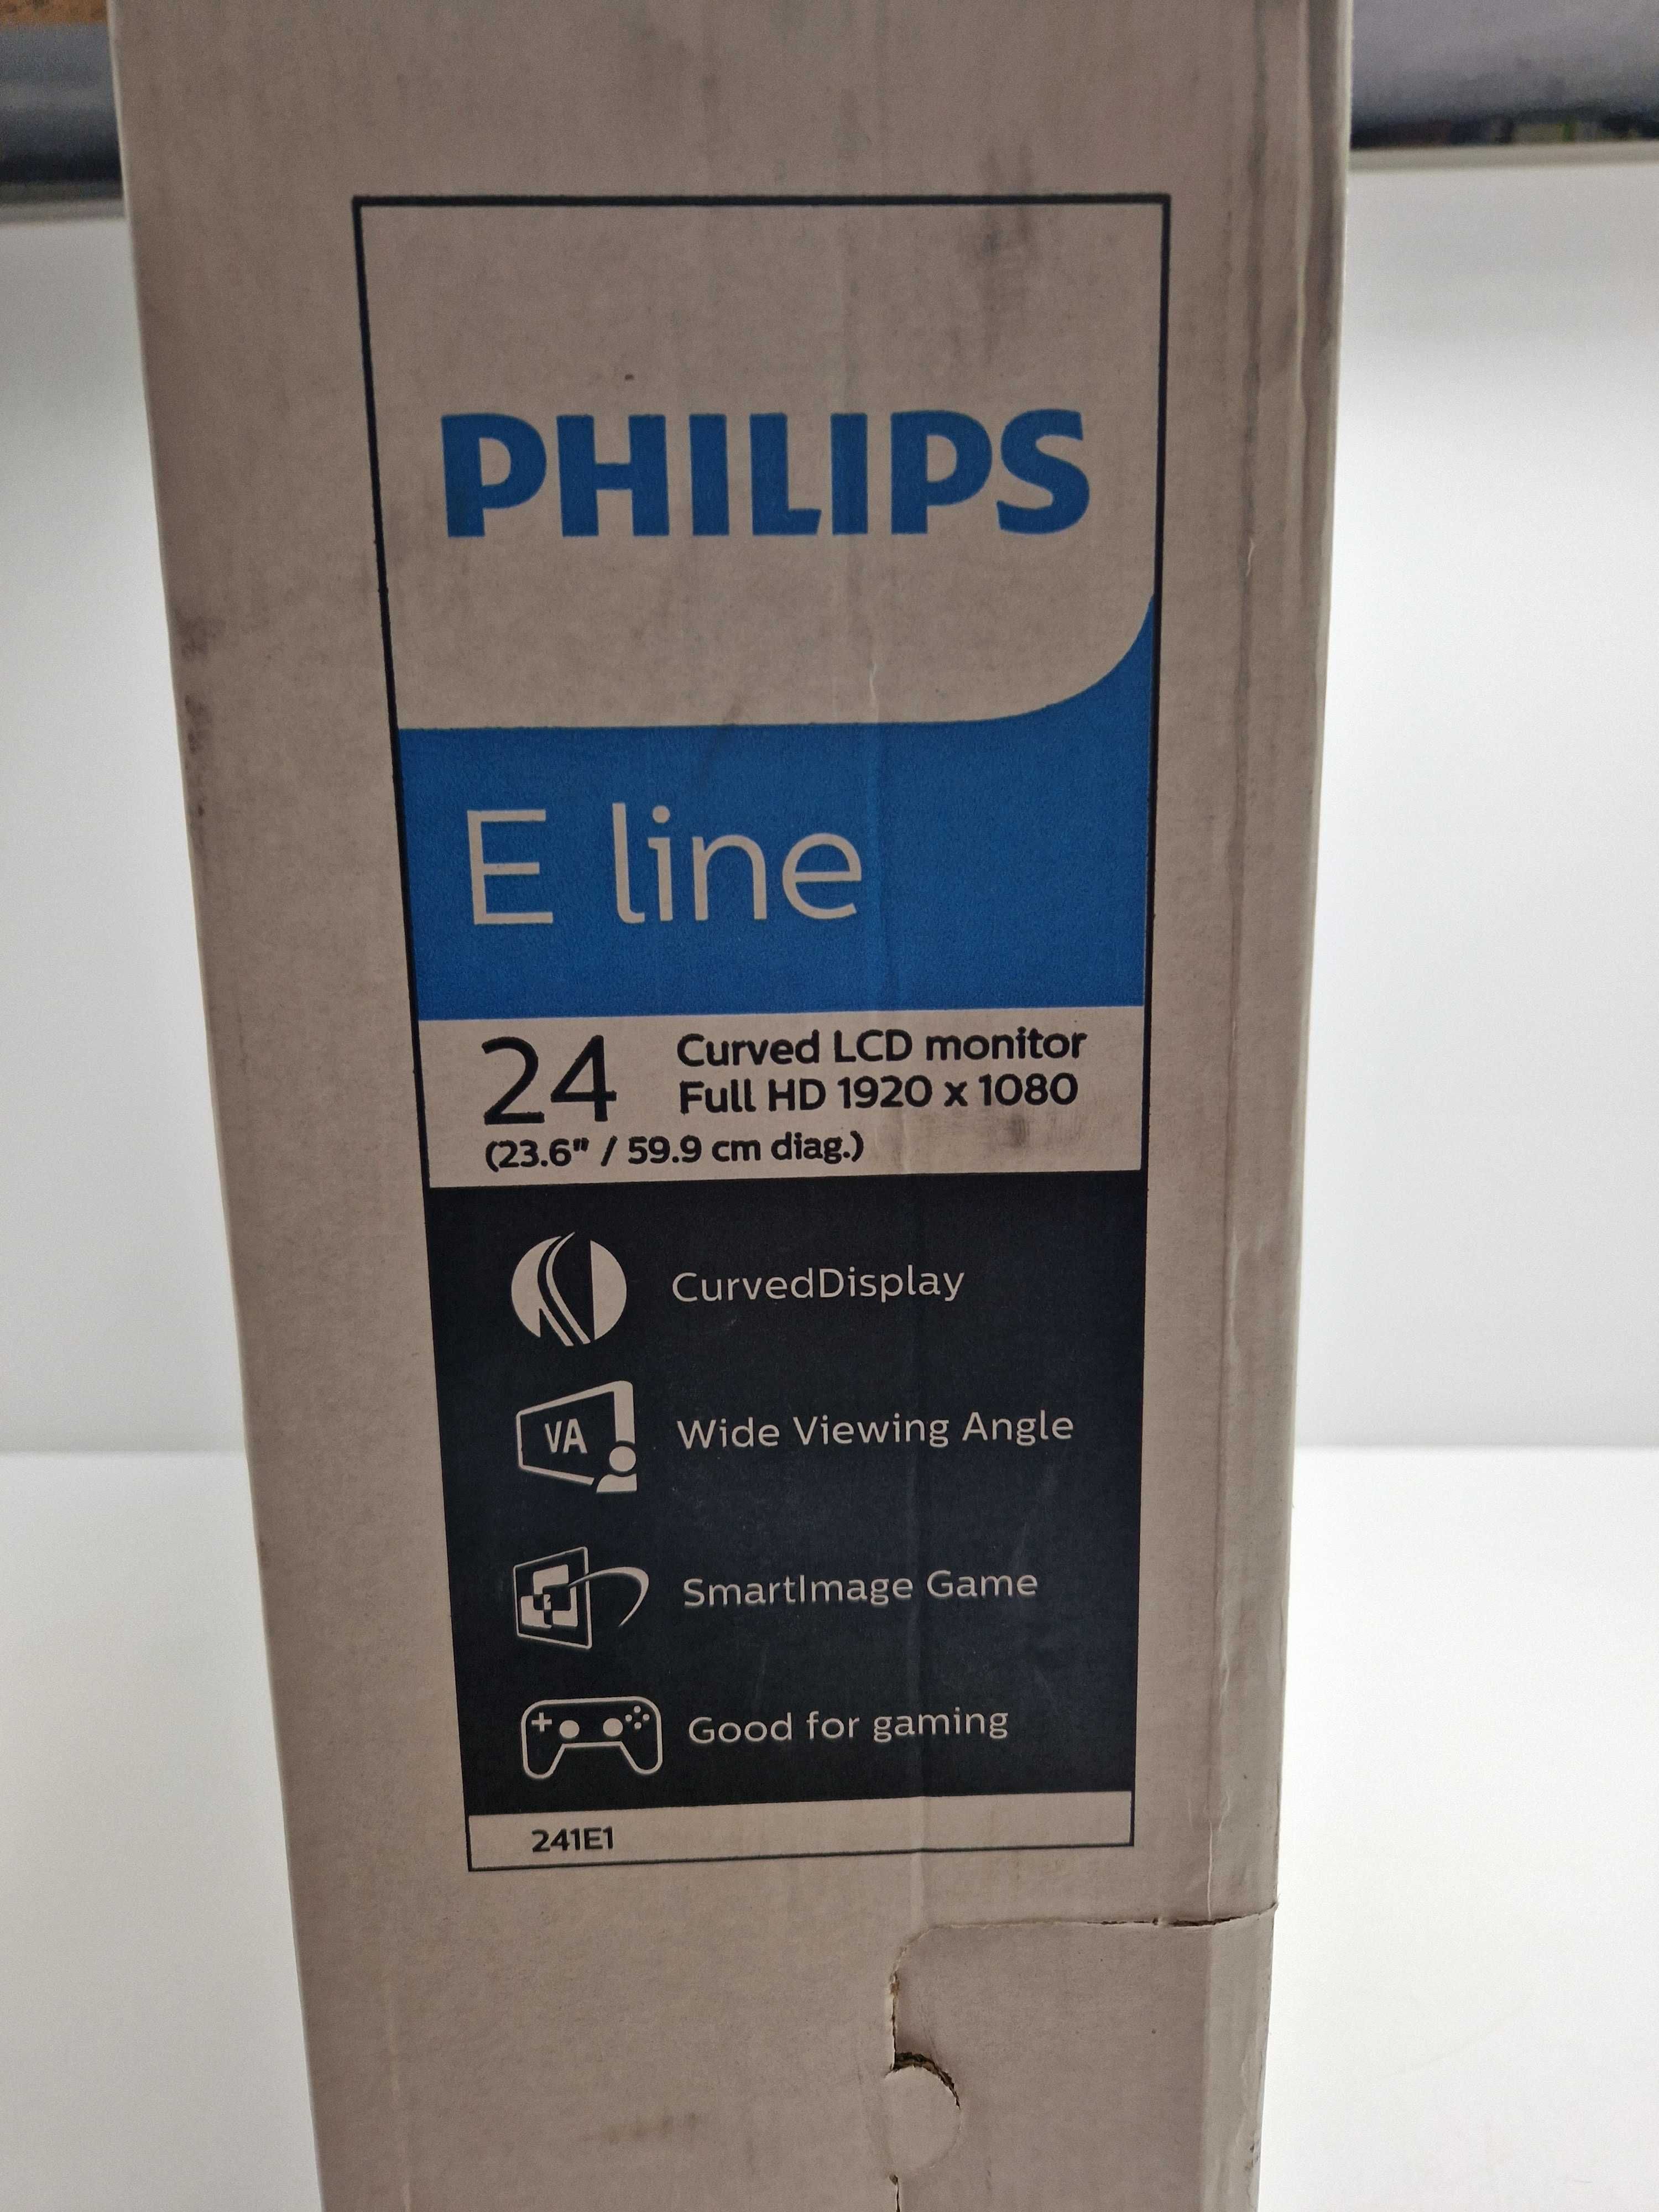 PHILIPS
E line
24
Curved LCD monitor
Full HD 1920 x 1080
(23.6" / 59.9 cm diag.)
CurvedDisplay
VA
Wide Viewing Angle
SmartImage Game
Good for gaming
241E1